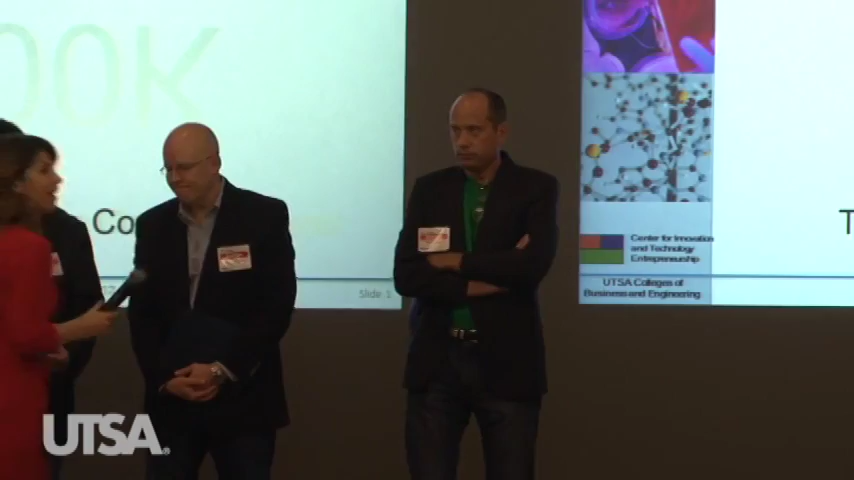 00K
Co
Slide 1
Center for Innovation
and Technology
Entrepreneurship
UTSA Colleges of
Business and Engineering
T
UTSA